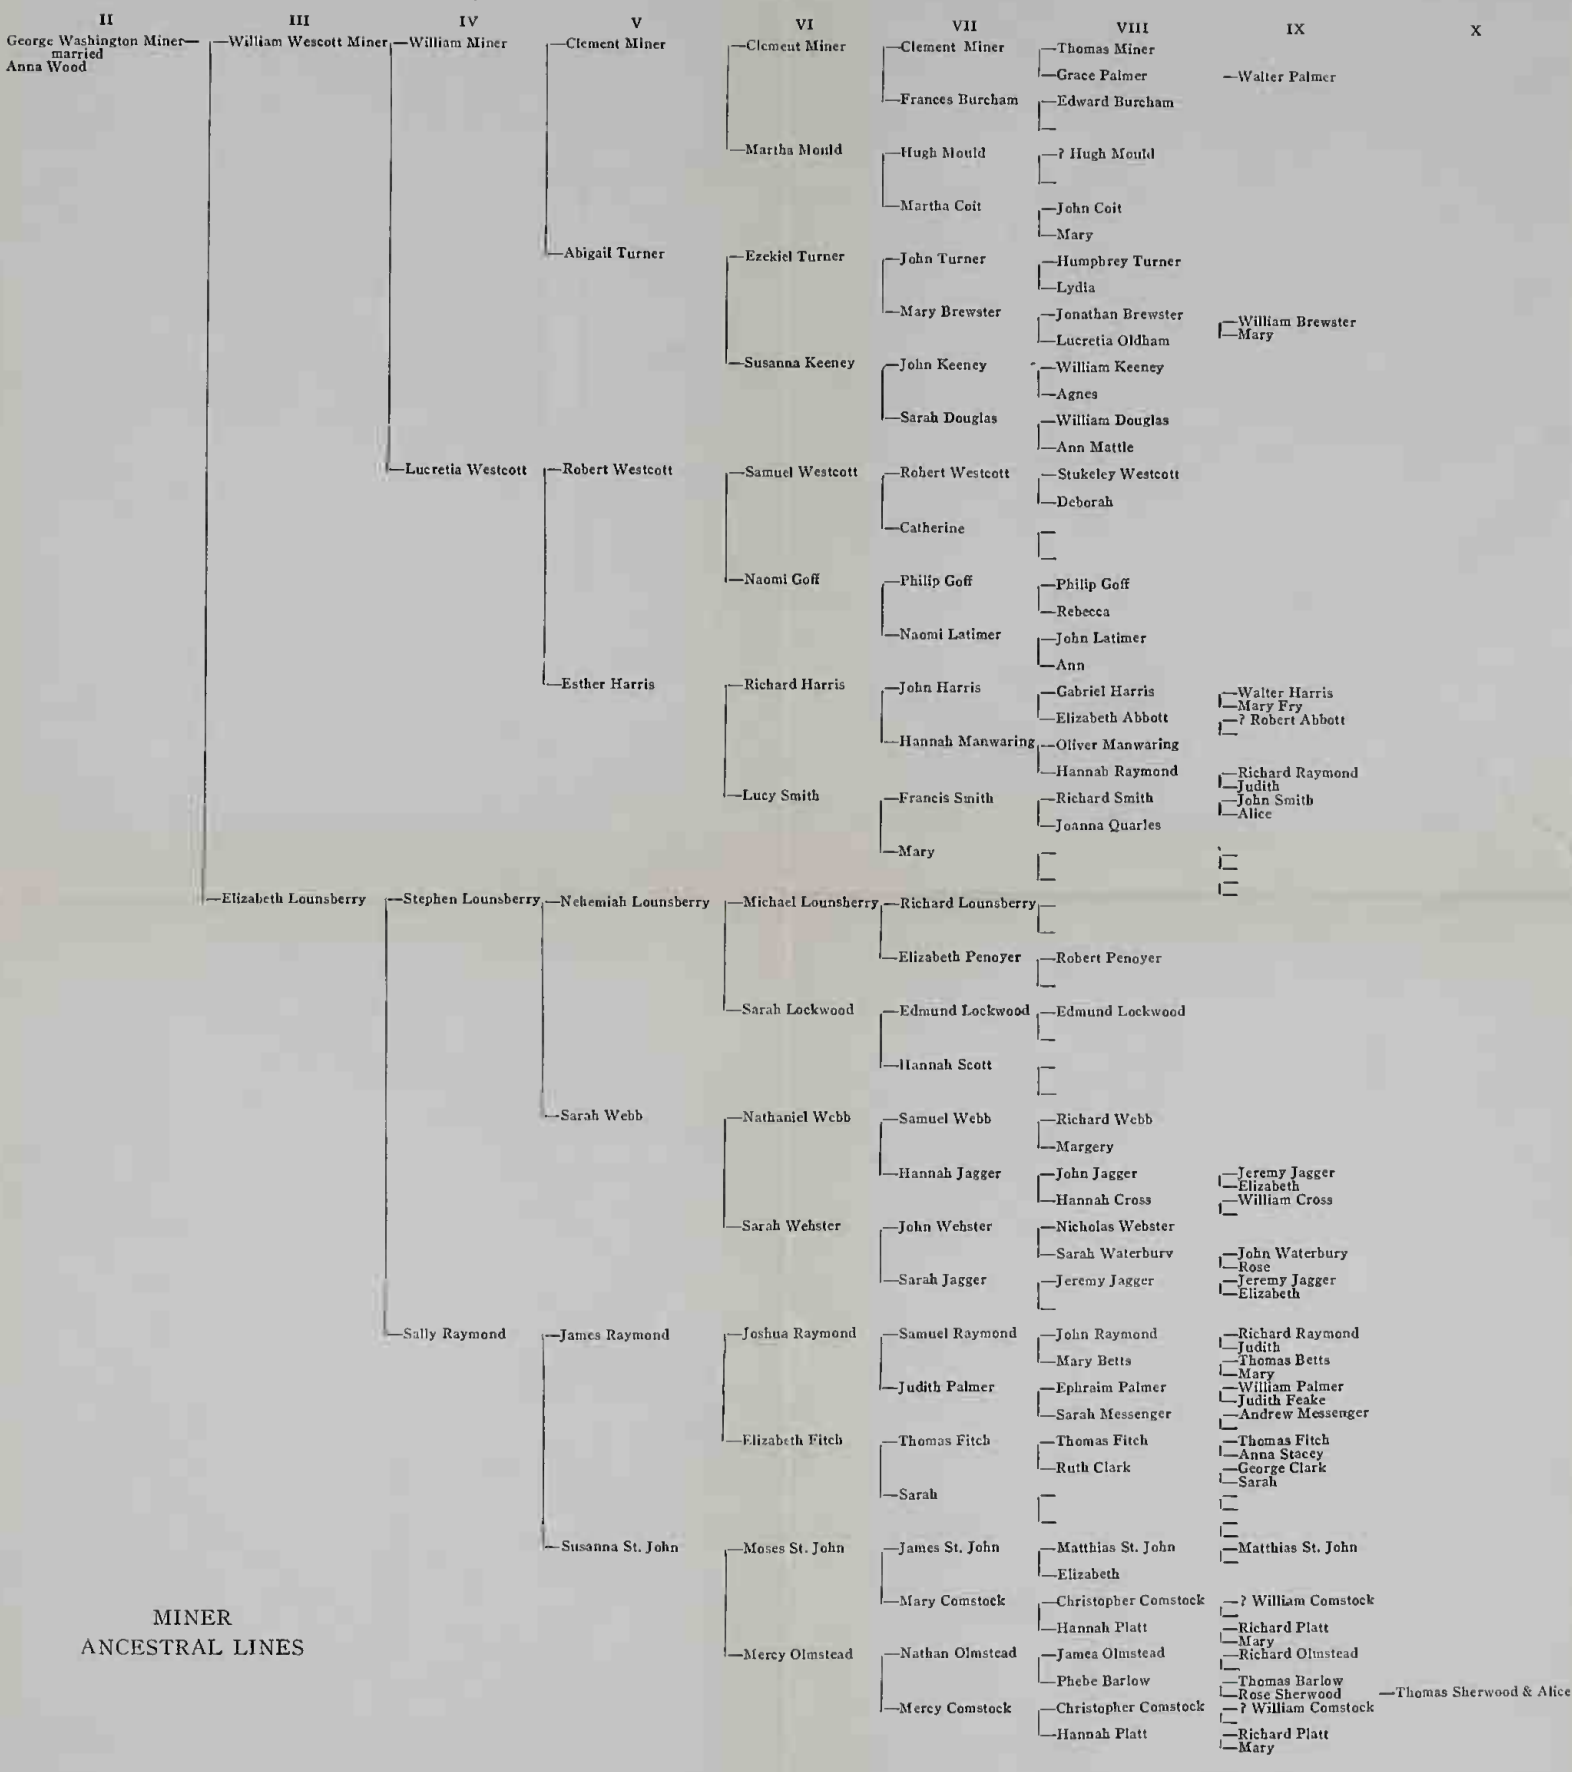 II
III
IV
V
VI
VII
VIII
IX
X
George Washington Miner
married
Anna Wood
William Wescott Miner
Elizabeth Lounsberry
William Miner
Lucretia Westcott
Stephen Lounsberry
Sally Raymond
Clement Miner
Abigail Turner
Robert Westcott
Esther Harris
Nehemiah Lounsberry
Sarah Webb
James Raymond
Susanna St. John
Clement Miner
Martha Mould
Ezekiel Turner
Susanna Keeney
Samuel Westcott
Naomi Goff
Richard Harris
Lucy Smith
Michael Lounsberry
Sarah Lockwood
Nathaniel Webb
Sarah Webster
Joshua Raymond
Elizabeth Fitch
Moses St. John
Mercy Olmstead
Clement Miner
Frances Burcham
Hugh Mould
Martha Coit
John Turner
Mary Brewster
John Keeney
Sarah Douglas
Robert Westcott
Catherine
Philip Goff
Naomi Latimer
John Harris
Hannah Manwaring
Francis Smith
Mary
Richard Lounsberry
Elizabeth Penoyer
Edmund Lockwood
Hannah Scott
Samuel Webb
Hannah Jagger
John Webster
Sarah Jagger
Samuel Raymond
Judith Palmer
Thomas Fitch
Sarah
James St. John
Mary Comstock
Nathan Olmstead
Mercy Comstock
Thomas Miner
Grace Palmer
Edward Burcham
? Hugh Mould
John Coit
Mary
Humphrey Turner
Lydia
Jonathan Brewster
Lucretia Oldham
William Keeney
Agnes
William Douglas
Ann Mattle
Stukeley Westcott
Deborah
Philip Goff
Rebecca
John Latimer
Ann
Gabriel Harris
Elizabeth Abbott
Oliver Manwaring
Hannah Raymond
Richard Smith
Joanna Quarles
Robert Penoyer
Edmund Lockwood
Richard Webb
Margery
John Jagger
Hannah Cross
Nicholas Webster
Sarah Waterbury
Jeremy Jagger
John Raymond
Mary Betts
Ephraim Palmer
Sarah Messenger
Thomas Fitch
Ruth Clark
Matthias St. John
Elizabeth
Christopher Comstock
Hannah Platt
Jamea Olmstead
Phebe Barlow
Christopher Comstock
Hannah Platt
Walter Palmer
William Brewster
Mary
Walter Harris
Mary Fry
? Robert Abbott
Richard Raymond
Judith
John Smith
Alice
Jeremy Jagger
Elizabeth
William Cross
John Waterbury
Rose
Jeremy Jagger
Elizabeth
Richard Raymond
Judith
Thomas Betts
Mary
William Palmer
Judith Feake
Andrew Messenger
Thomas Fitch
Anna Stacey
George Clark
Sarah
Matthias St. John
? William Comstock
Richard Platt
Mary
Richard Olmstead
Thomas Barlow
Rose Sherwood
? William Comstock
Richard Platt
Mary
Thomas Sherwood & Alice
MINER
ANCESTRAL LINES